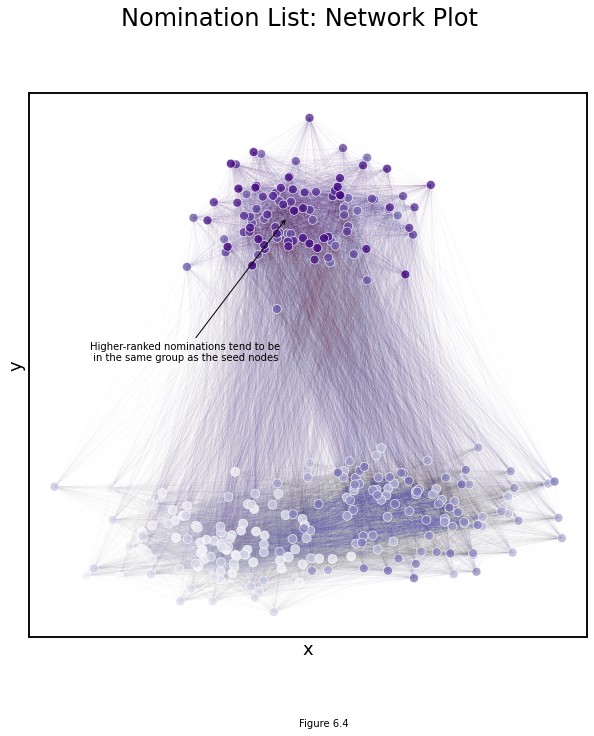 Nomination List: Network Plot
Higher-ranked nominations tend to be
in the same group as the seed nodes
y
x
Figure 6.4